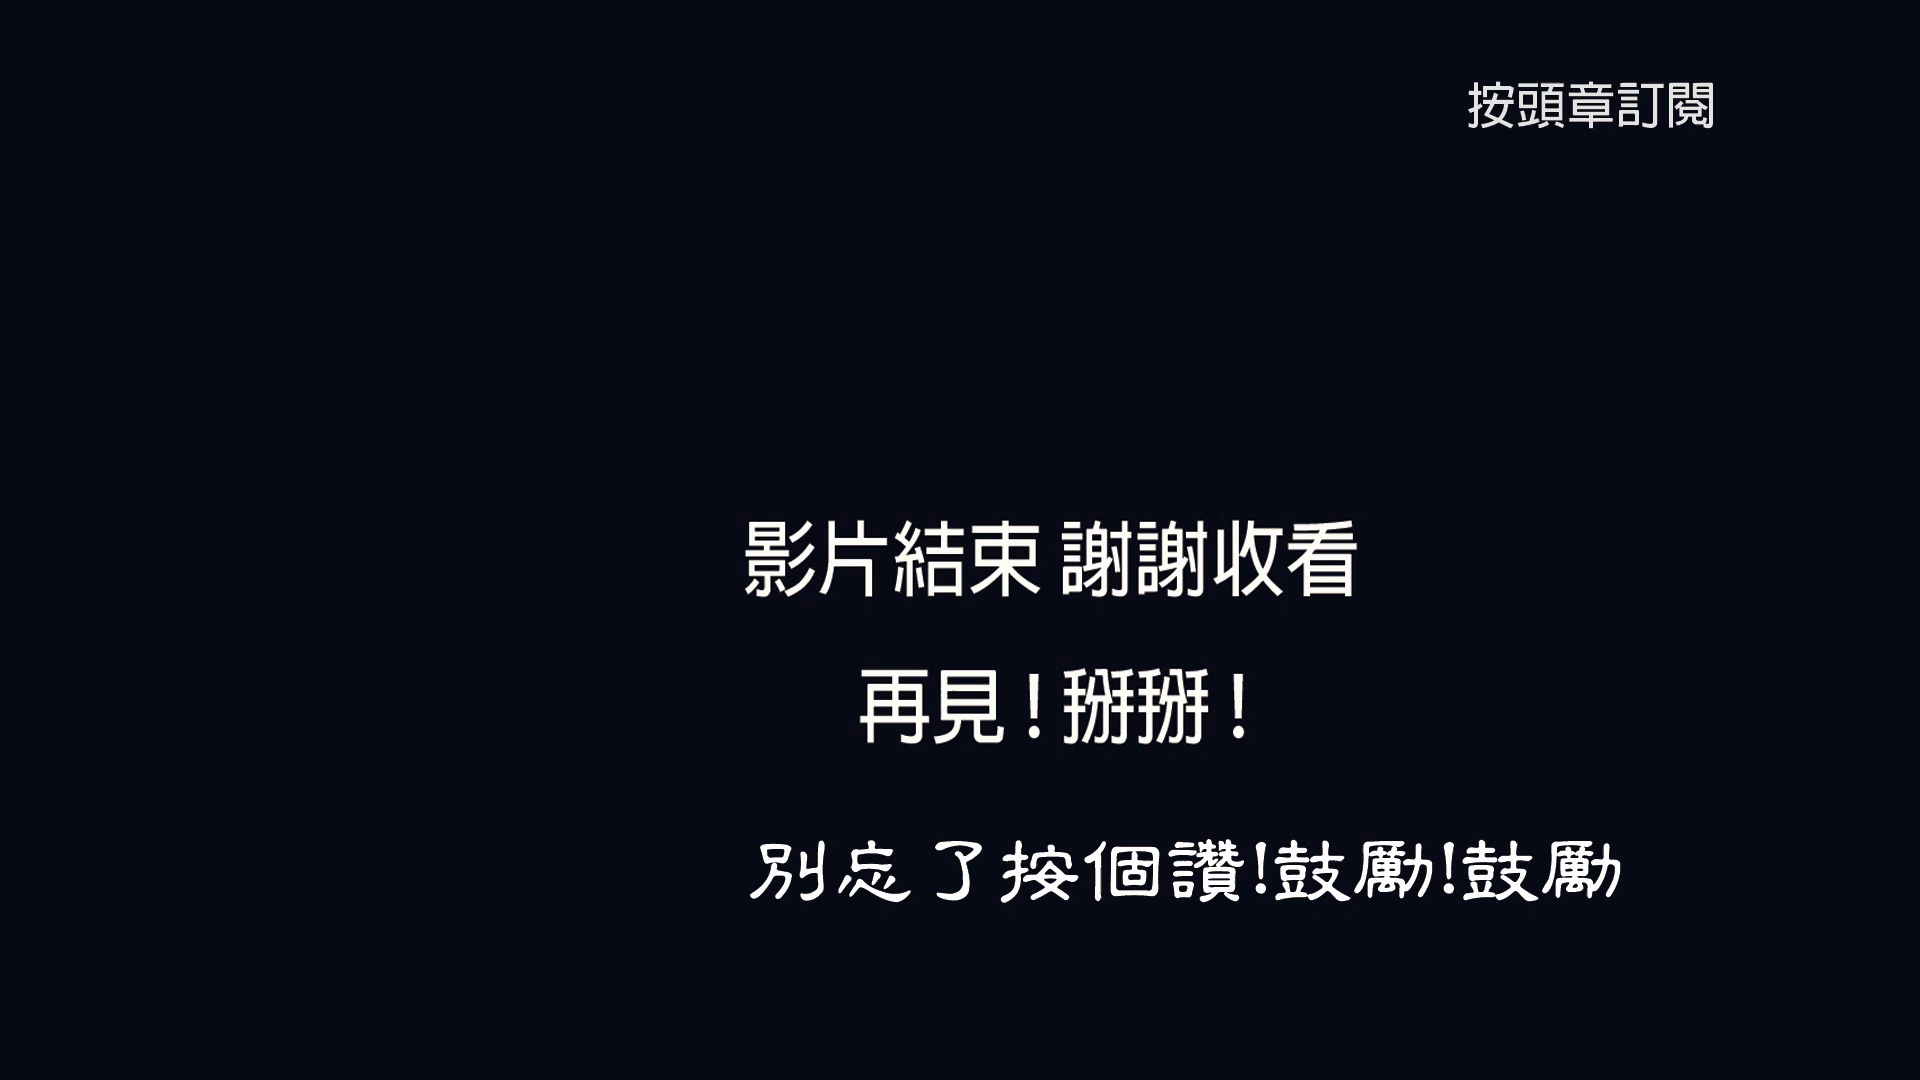 按頭章訂閱
影片結束 謝謝收看
再見！掰掰！
別忘了按個讚!鼓勵!鼓勵